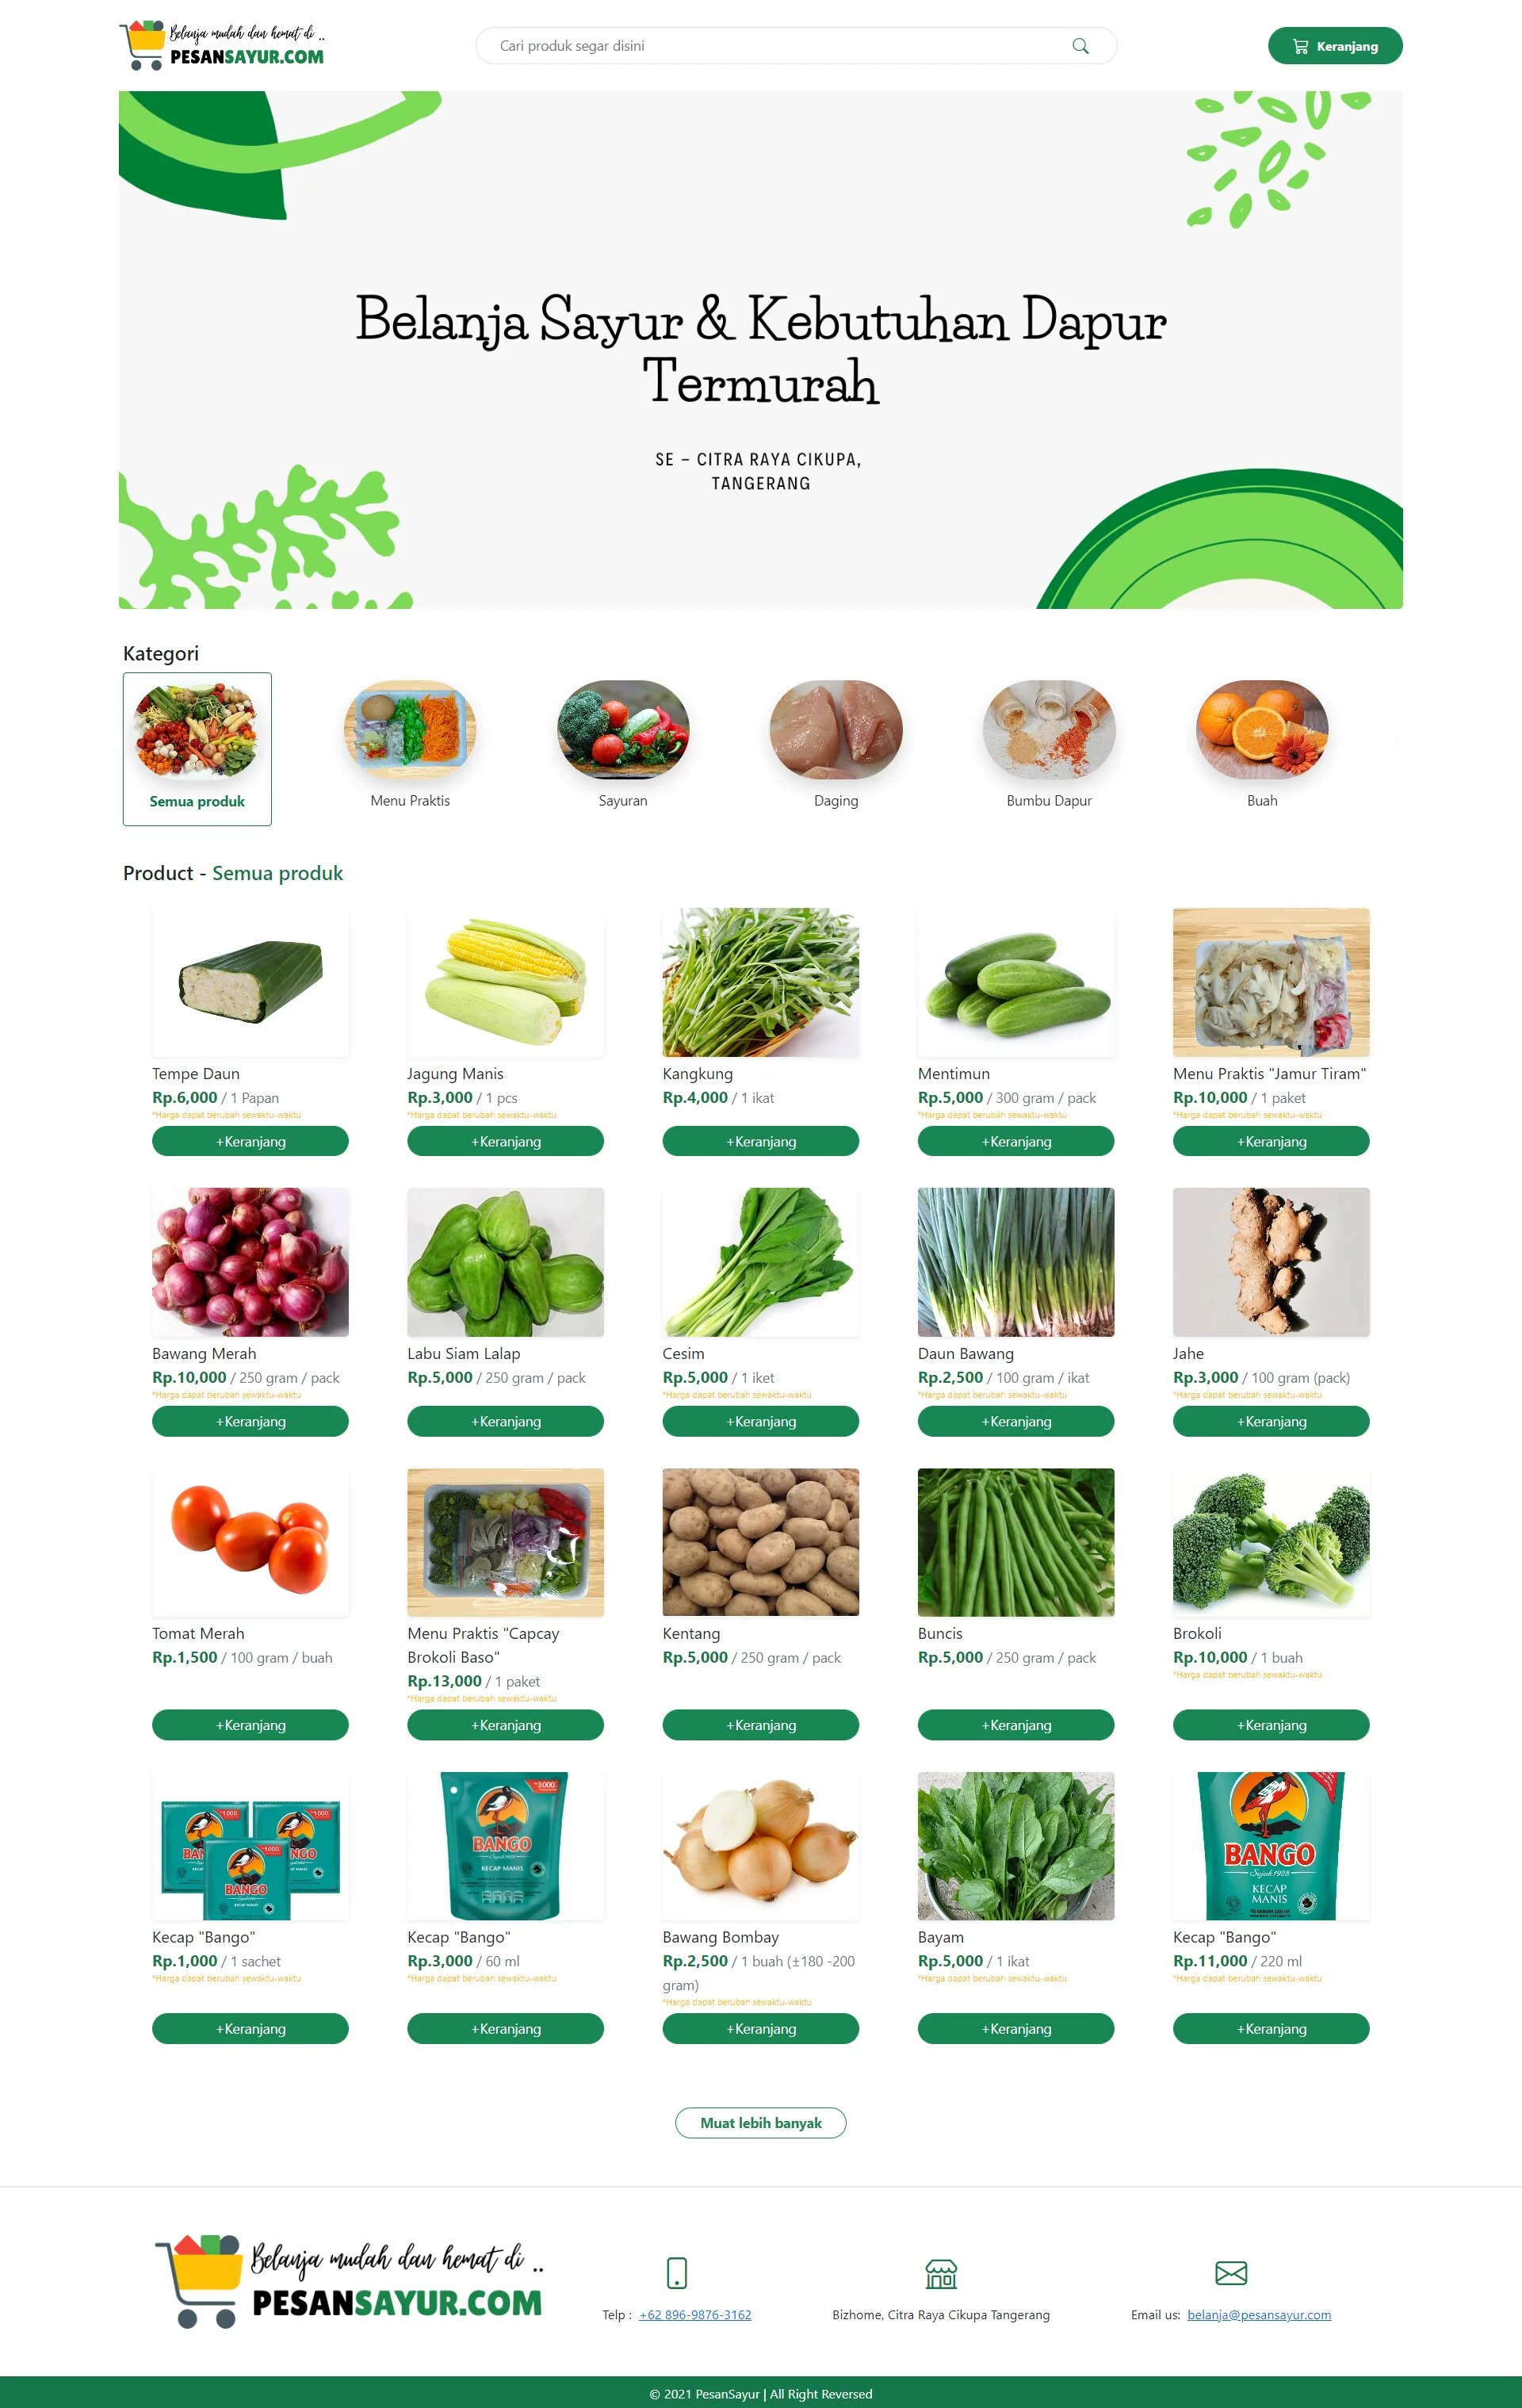 Belanja mudah dan hemat di ..
PESANSAYUR.COM
Cari produk segar disini
Keranjang
Belanja Sayur & Kebutuhan Dapur
Termurah
SE – CITRA RAYA CIKUPA,
TANGERANG
Kategori
Semua produk
Menu Praktis
Sayuran
Daging
Bumbu Dapur
Buah
Product - Semua produk
Tempe Daun
Rp.6,000 / 1 Papan
*Harga dapat berubah sewaktu-waktu
+Keranjang
Jagung Manis
Rp.3,000 / 1 pcs
*Harga dapat berubah sewaktu-waktu
+Keranjang
Kangkung
Rp.4,000 / 1 ikat
+Keranjang
Mentimun
Rp.5,000 / 300 gram / pack
*Harga dapat berubah sewaktu-waktu
+Keranjang
Menu Praktis "Jamur Tiram"
Rp.10,000 / 1 paket
*Harga dapat berubah sewaktu-waktu
+Keranjang
Bawang Merah
Rp.10,000 / 250 gram / pack
*Harga dapat berubah sewaktu-waktu
+Keranjang
Labu Siam Lalap
Rp.5,000 / 250 gram / pack
+Keranjang
Cesim
Rp.5,000 / 1 iket
*Harga dapat berubah sewaktu-waktu
+Keranjang
Daun Bawang
Rp.2,500 / 100 gram / ikat
*Harga dapat berubah sewaktu-waktu
+Keranjang
Jahe
Rp.3,000 / 100 gram (pack)
*Harga dapat berubah sewaktu-waktu
+Keranjang
Tomat Merah
Rp.1,500 / 100 gram / buah
+Keranjang
Menu Praktis "Capcay
Brokoli Baso"
Rp.13,000 / 1 paket
*Harga dapat berubah sewaktu-waktu
+Keranjang
Kentang
Rp.5,000 / 250 gram / pack
+Keranjang
Buncis
Rp.5,000 / 250 gram / pack
+Keranjang
Brokoli
Rp.10,000 / 1 buah
*Harga dapat berubah sewaktu-waktu
+Keranjang
BANGO
Kecap "Bango"
Rp.1,000 / 1 sachet
*Harga dapat berubah sewaktu-waktu
+Keranjang
3000
BANGO
Sejak 1928
KECAP MANIS
Kecap "Bango"
Rp.3,000 / 60 ml
*Harga dapat berubah sewaktu-waktu
+Keranjang
Bawang Bombay
Rp.2,500 / 1 buah (±180 -200
gram)
*Harga dapat berubah sewaktu-waktu
+Keranjang
Bayam
Rp.5,000 / 1 ikat
*Harga dapat berubah sewaktu-waktu
+Keranjang
BANGO
Sejak 1928
KECAP
MANIS
Kecap "Bango"
Rp.11,000 / 220 ml
*Harga dapat berubah sewaktu-waktu
+Keranjang
Muat lebih banyak
Belanja mudah dan hemat di ..
PESANSAYUR.COM
Telp : +62 896-9876-3162
Bizhome, Citra Raya Cikupa Tangerang
Email us: belanja@pesansayur.com
© 2021 PesanSayur | All Right Reversed